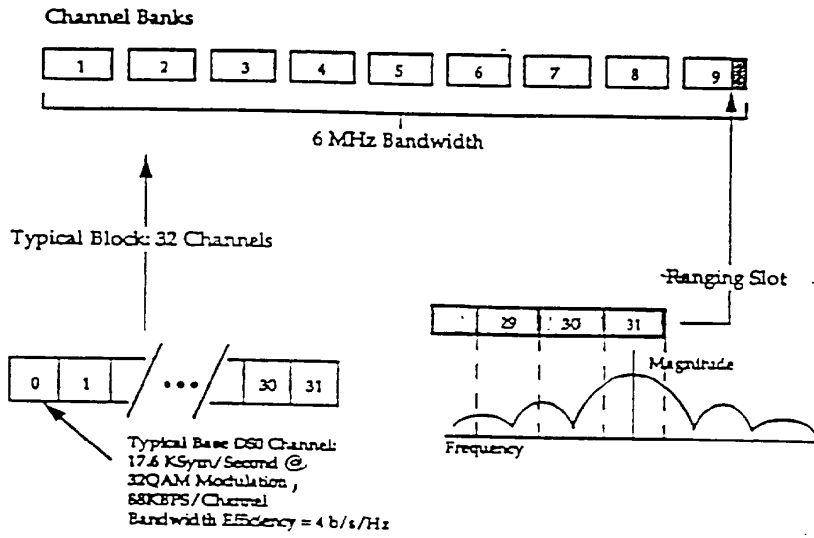 Channel Banks
1 2 3 4 5 6 7 8 9
6 MHz Bandwidth
Typical Block: 32 Channels
Ranging Slot
29 30 31
Magnitude
0 1 ••• 30 31
Frequency
Typical Base DS0 Channel:
17.6 KSym/Second @
32QAM Modulation,
88KBPS/Channel
Bandwidth Efficiency = 4 b/s/Hz